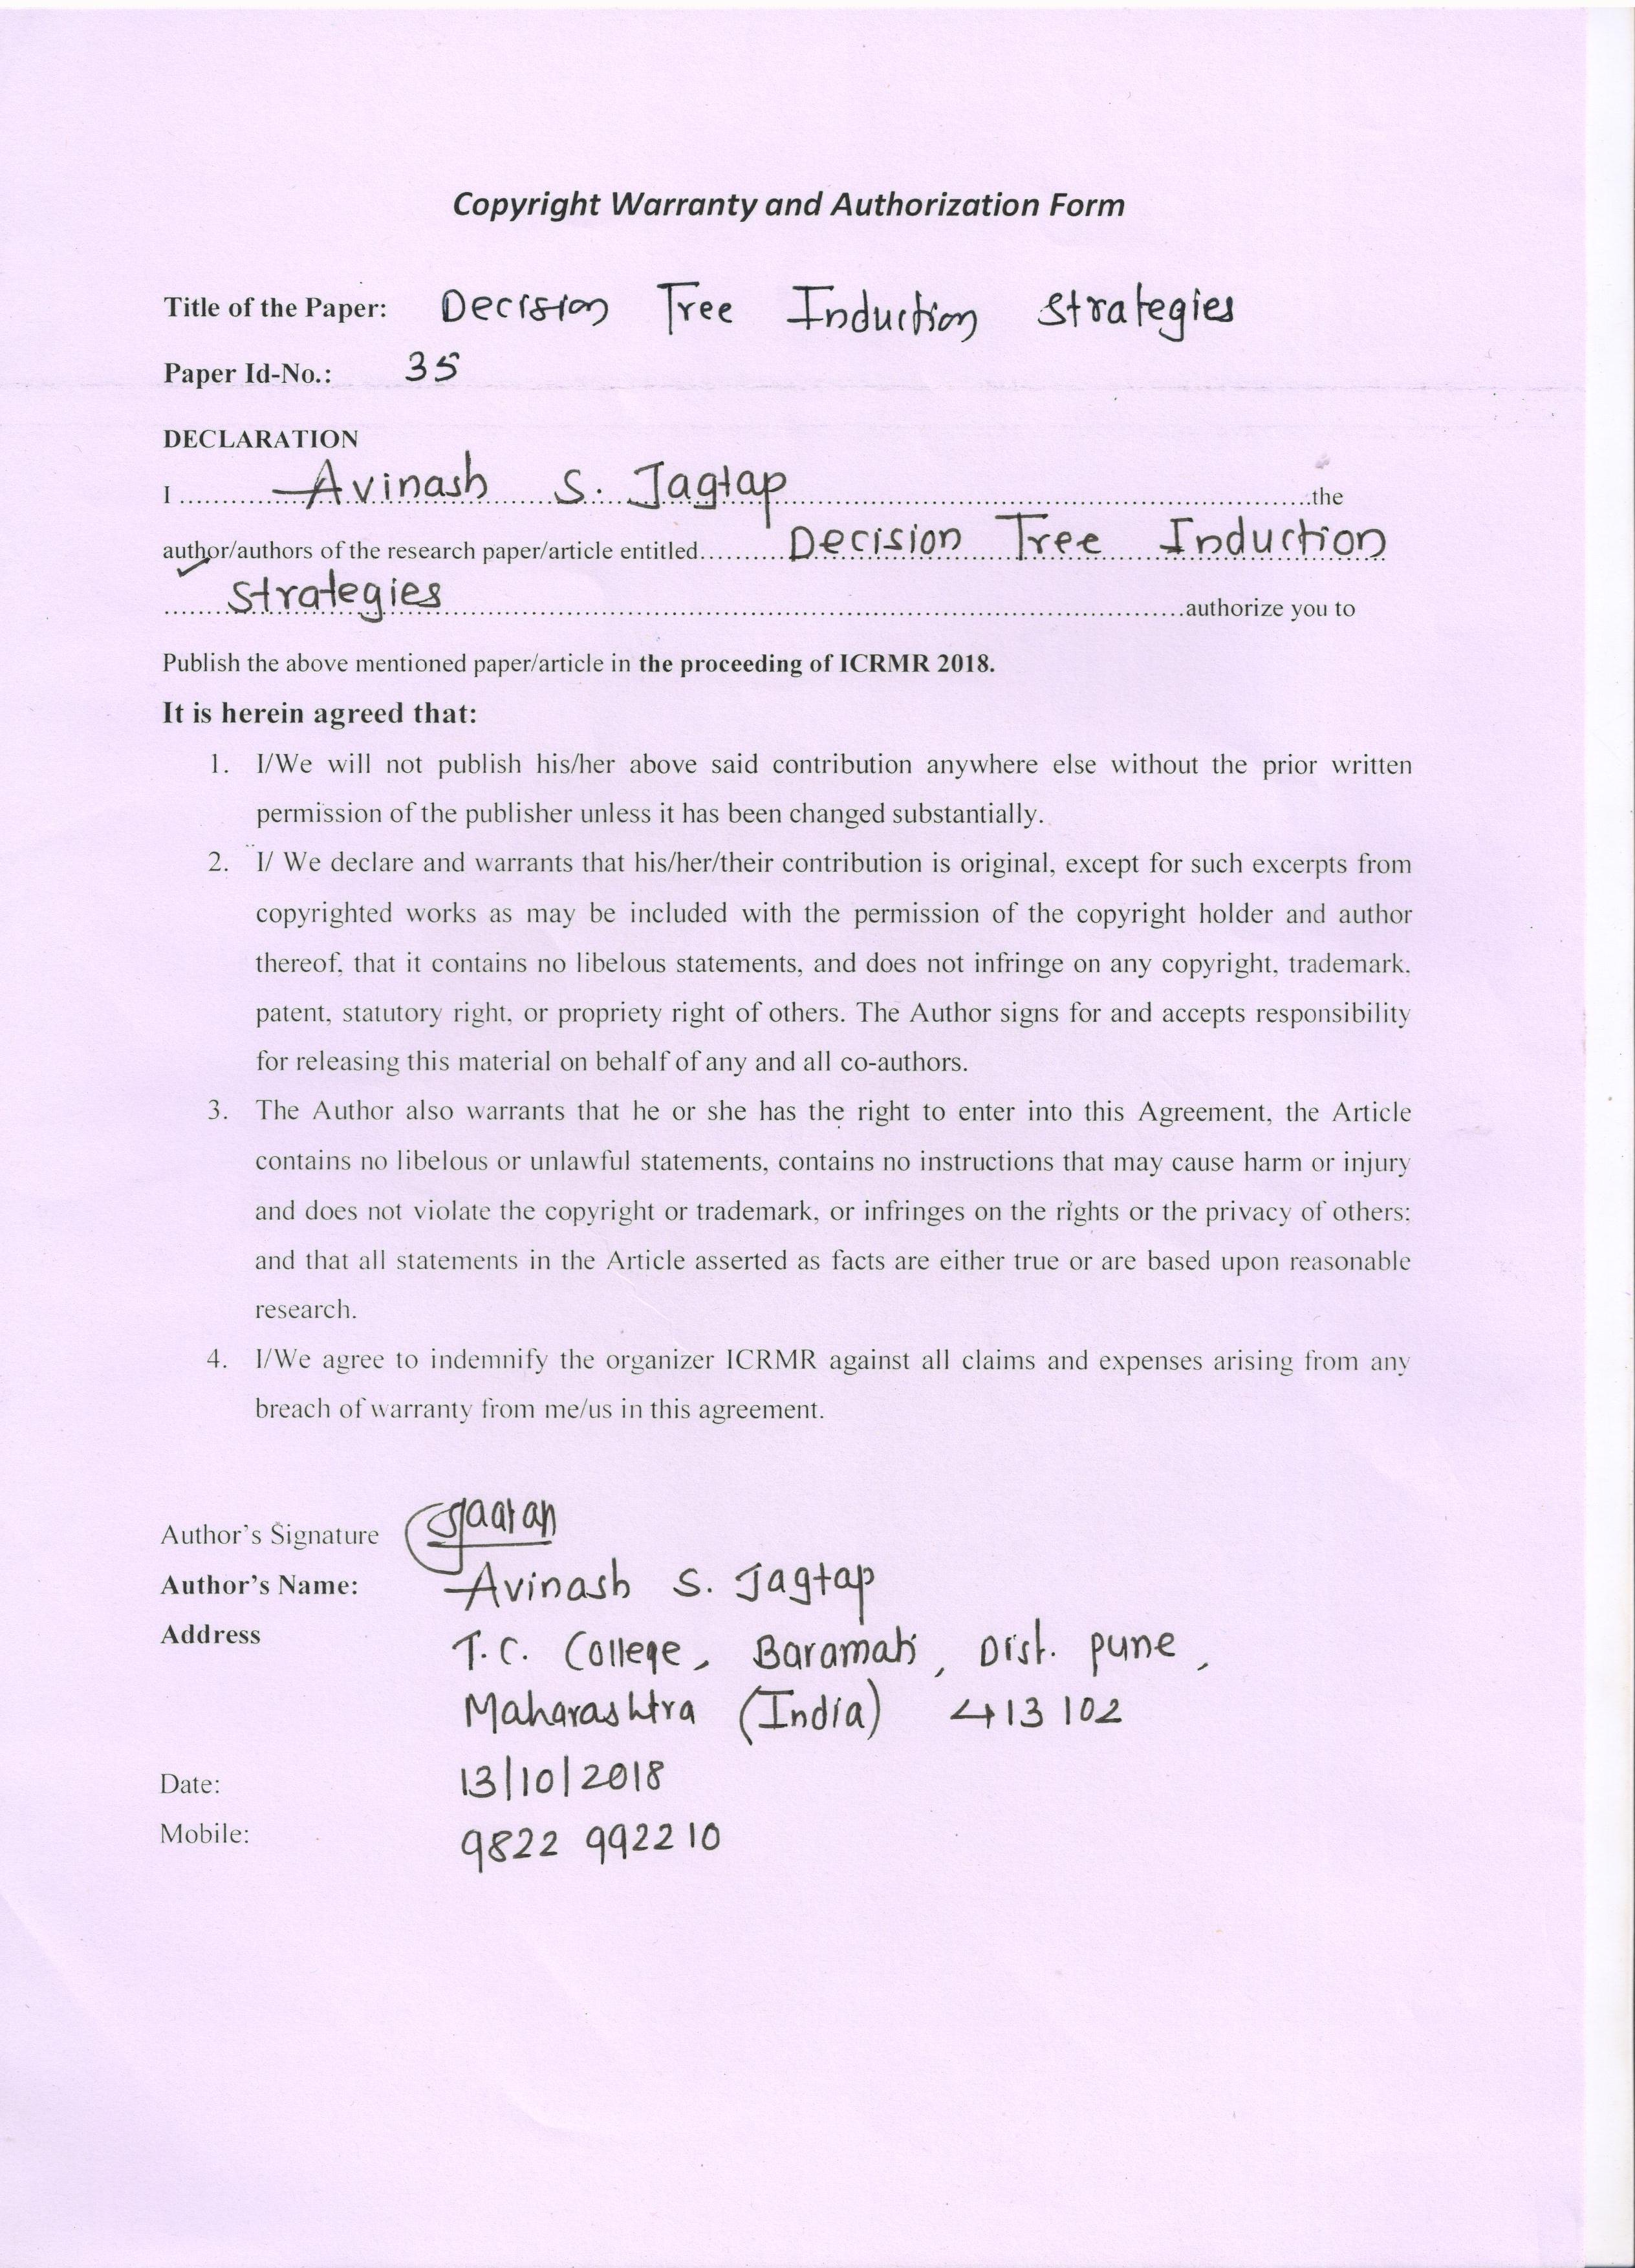 Copyright Warranty and Authorization Form
Title of the Paper: Decision Tree Induction Strategies
Paper Id-No.: 35
DECLARATION
I ............Avinash S. Jagtap............the
author/authors of the research paper/article entitled..........Decision Tree Induction
.......Strategies............authorize you to
Publish the above mentioned paper/article in the proceeding of ICRMR 2018.
It is herein agreed that:
1. I/We will not publish his/her above said contribution anywhere else without the prior written
permission of the publisher unless it has been changed substantially.
2. I/ We declare and warrants that his/her/their contribution is original, except for such excerpts from
copyrighted works as may be included with the permission of the copyright holder and author
thereof, that it contains no libelous statements, and does not infringe on any copyright, trademark,
patent, statutory right, or propriety right of others. The Author signs for and accepts responsibility
for releasing this material on behalf of any and all co-authors.
3. The Author also warrants that he or she has the right to enter into this Agreement, the Article
contains no libelous or unlawful statements, contains no instructions that may cause harm or injury
and does not violate the copyright or trademark, or infringes on the rights or the privacy of others;
and that all statements in the Article asserted as facts are either true or are based upon reasonable
research.
4. I/We agree to indemnify the organizer ICRMR against all claims and expenses arising from any
breach of warranty from me/us in this agreement.
Author's Signature
Author's Name: Avinash S. Jagtap
Address T.C. College, Baramati, Dist. Pune,
Maharashtra (India) 413 102
Date: 13/10/2018
Mobile: 9822 992210